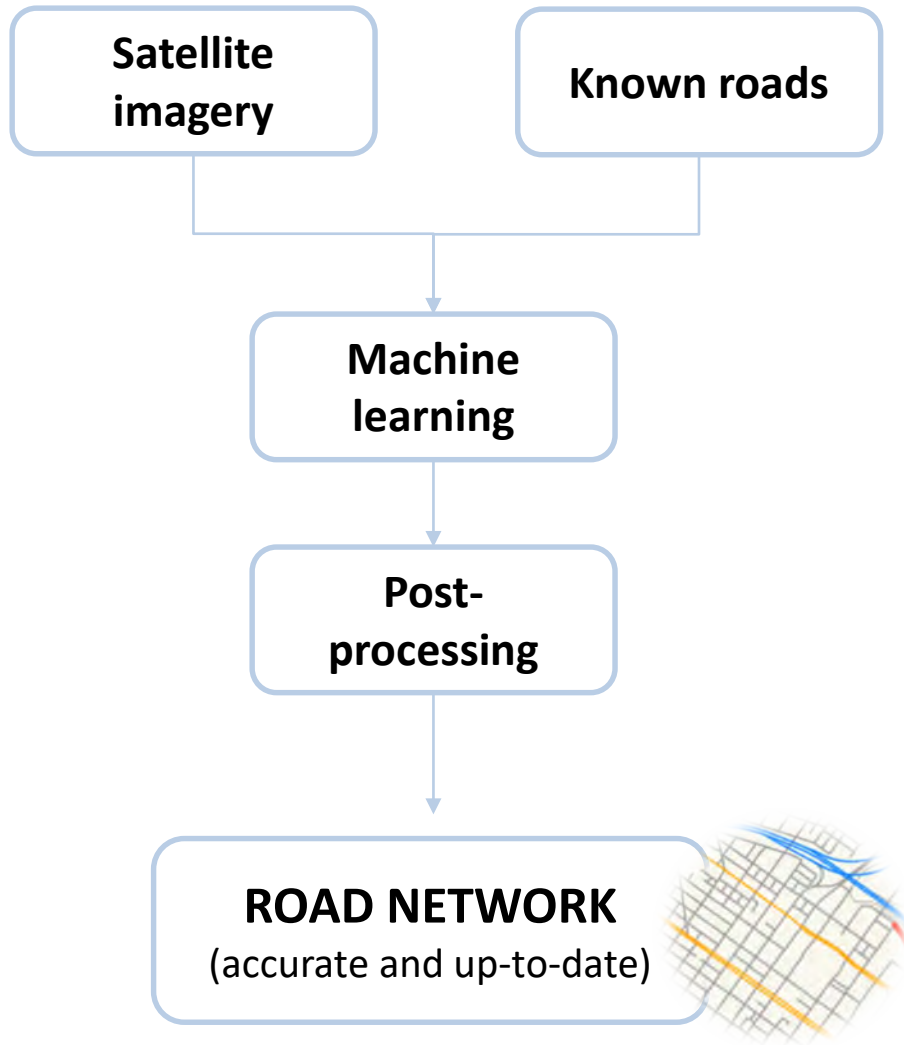 Satellite
imagery
Known roads
Machine
learning
Post-
processing
ROAD NETWORK
(accurate and up-to-date)